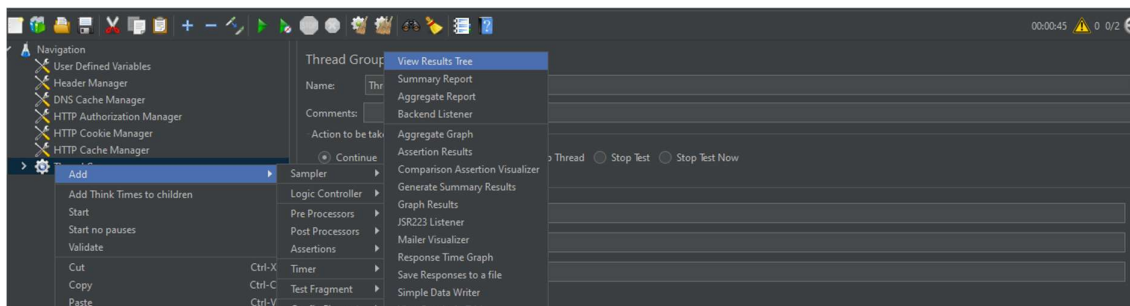 00:00:45 0 0/2
Navigation
User Defined Variables
Header Manager
DNS Cache Manager
HTTP Authorization Manager
HTTP Cookie Manager
HTTP Cache Manager
Thread Group
Name: Thr
Comments:
Action to be tak
Continue
Thread Stop Test Stop Test Now
Add
Add Think Times to children
Start
Start no pauses
Validate
Cut Ctrl-X
Copy Ctrl-C
Paste Ctrl-V
Sampler
Logic Controller
Pre Processors
Post Processors
Assertions
Timer
Test Fragment
View Results Tree
Summary Report
Aggregate Report
Backend Listener
Aggregate Graph
Assertion Results
Comparison Assertion Visualizer
Generate Summary Results
Graph Results
JSR223 Listener
Mailer Visualizer
Response Time Graph
Save Responses to a file
Simple Data Writer